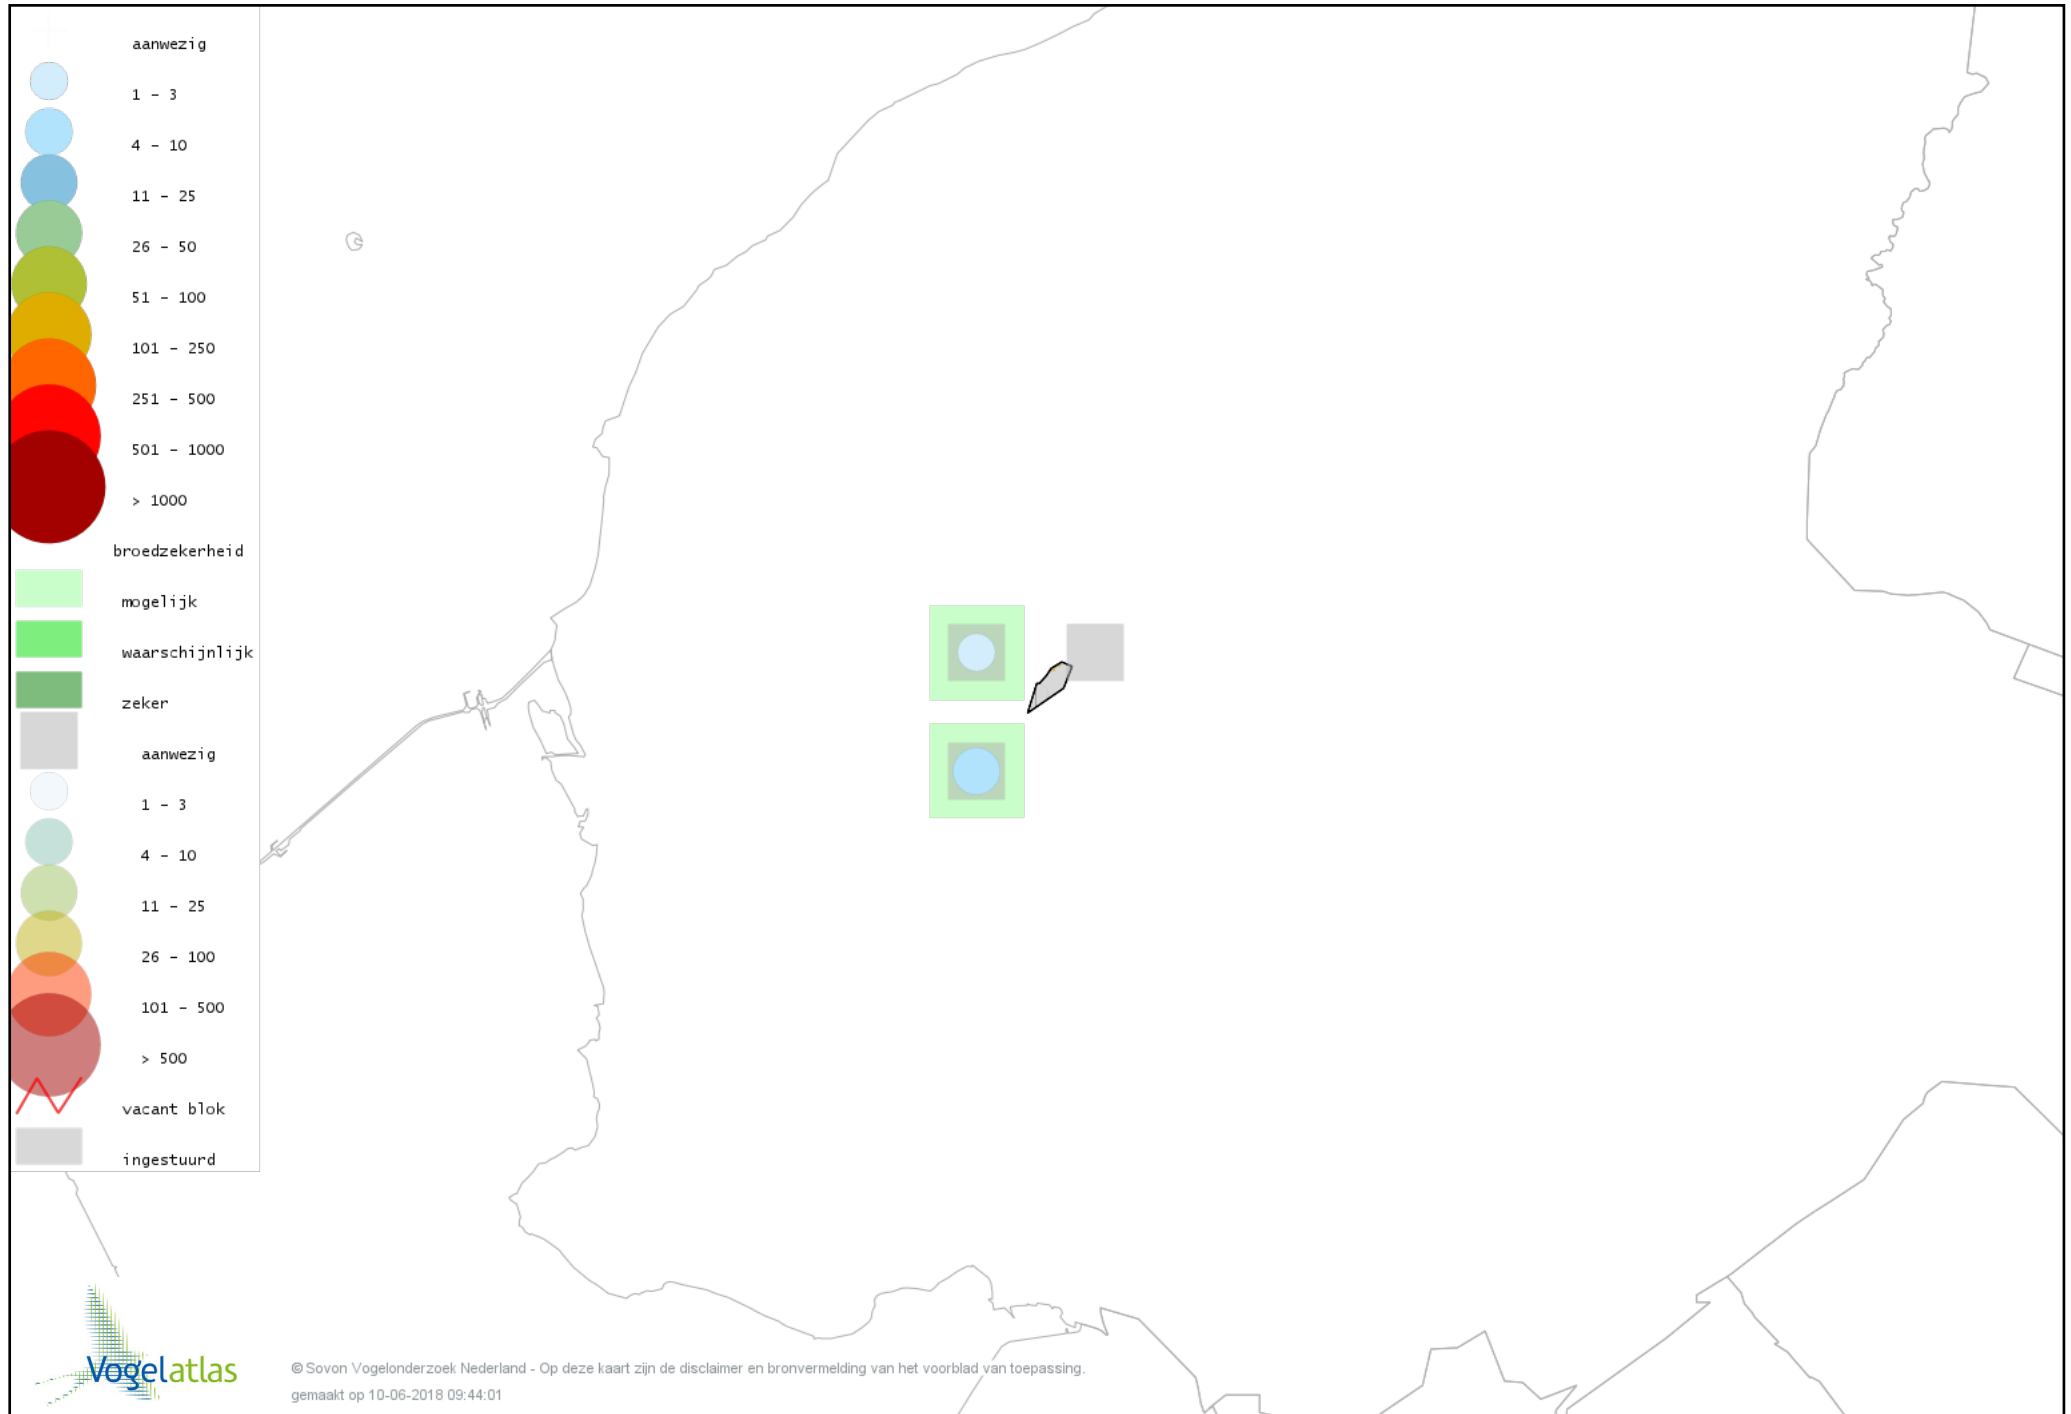 aanwezig
1 - 3
4 - 10
11 - 25
26 - 50
51 - 100
101 - 250
251 - 500
501 - 1000
> 1000
broedzekerheid
mogelijk
waarschijnlijk
zeker
aanwezig
1 - 3
4 - 10
11 - 25
26 - 100
101 - 500
> 500
vacant blok
ingestuurd
Vogelatlas
© Sovon Vogelonderzoek Nederland - Op deze kaart zijn de disclaimer en bronvermelding van het voorblad van toepassing.
gemaakt op 10-06-2018 09:44:01